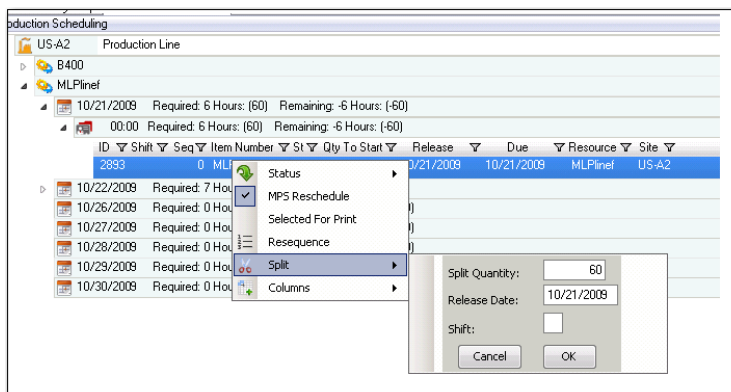 oduction Scheduling
US-A2 Production Line
B400
MLPlinef
10/21/2009 Required: 6 Hours: (60) Remaining: -6 Hours: (-60)
00:00 Required: 6 Hours: (60) Remaining: -6 Hours: (-60)
ID Shift Seq Item Number St Qty To Start Release Due Resource Site
2893 0 MLP 0/21/2009 10/21/2009 MLPlinef US-A2
10/22/2009 Required: 7 Hou
10/26/2009 Required: 0 Hou 0)
10/27/2009 Required: 0 Hou 0)
10/28/2009 Required: 0 Hou 0)
10/29/2009 Required: 0 Hou
10/30/2009 Required: 0 Hou
Status
MPS Reschedule
Selected For Print
Resequence
Split
Columns
Split Quantity: 60
Release Date: 10/21/2009
Shift:
Cancel OK